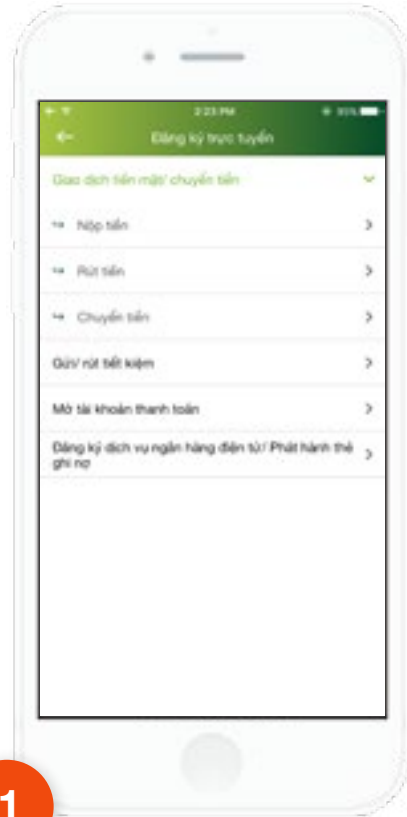 2:23 PM
Đăng ký trực tuyến
Giao dịch tiền mặt/ chuyển tiền
Nộp tiền
Rút tiền
Chuyển tiền
Gửi/ rút tiết kiệm
Mở tài khoản thanh toán
Đăng ký dịch vụ ngân hàng điện tử/ Phát hành thẻ
ghi nợ
1